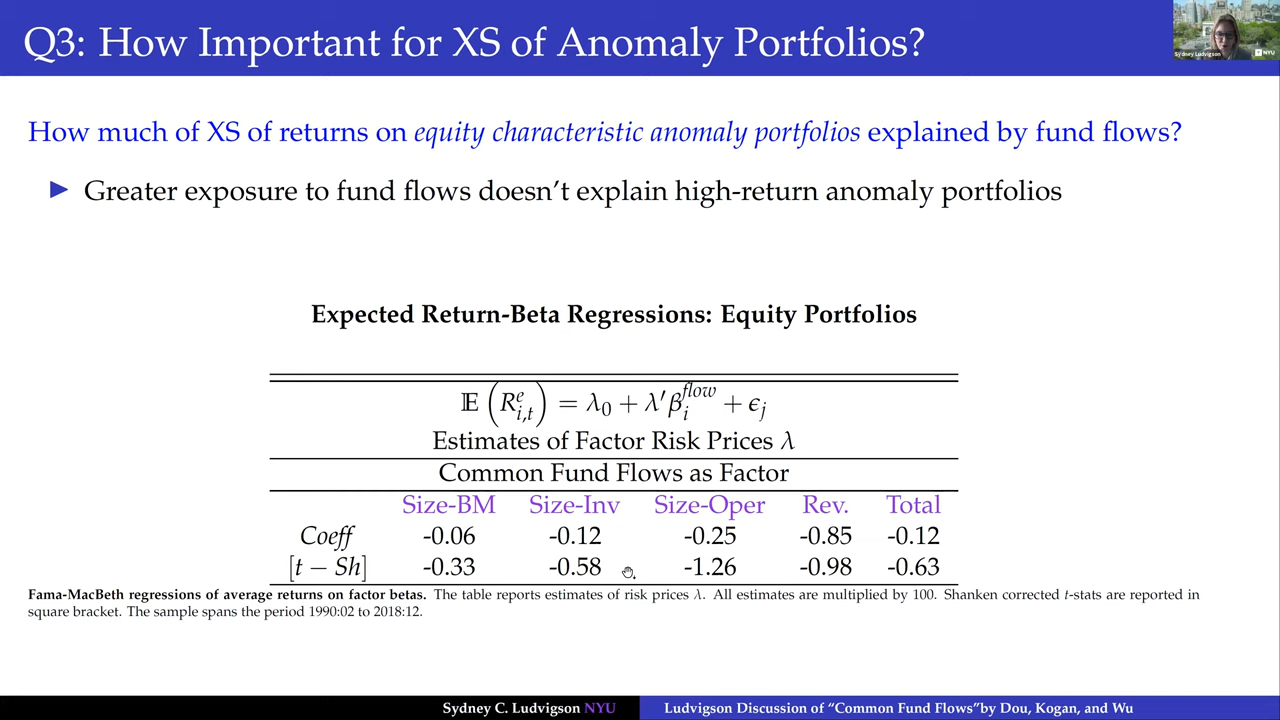 Q3: How Important for XS of Anomaly Portfolios?
Sydney Ludvigson
NYU
How much of XS of returns on equity characteristic anomaly portfolios explained by fund flows?
▶ Greater exposure to fund flows doesn't explain high-return anomaly portfolios
Expected Return-Beta Regressions: Equity Portfolios
𝔼 (R^e_{i,t}) = λ_0 + λ′β_i^{flow} + ϵ_j
Estimates of Factor Risk Prices λ
Common Fund Flows as Factor
Size-BM Size-Inv Size-Oper Rev. Total
Coeff -0.06 -0.12 -0.25 -0.85 -0.12
[t − Sh] -0.33 -0.58 -1.26 -0.98 -0.63
Fama-MacBeth regressions of average returns on factor betas. The table reports estimates of risk prices λ. All estimates are multiplied by 100. Shanken corrected t-stats are reported in
square bracket. The sample spans the period 1990:02 to 2018:12.
Sydney C. Ludvigson NYU
Ludvigson Discussion of "Common Fund Flows"by Dou, Kogan, and Wu